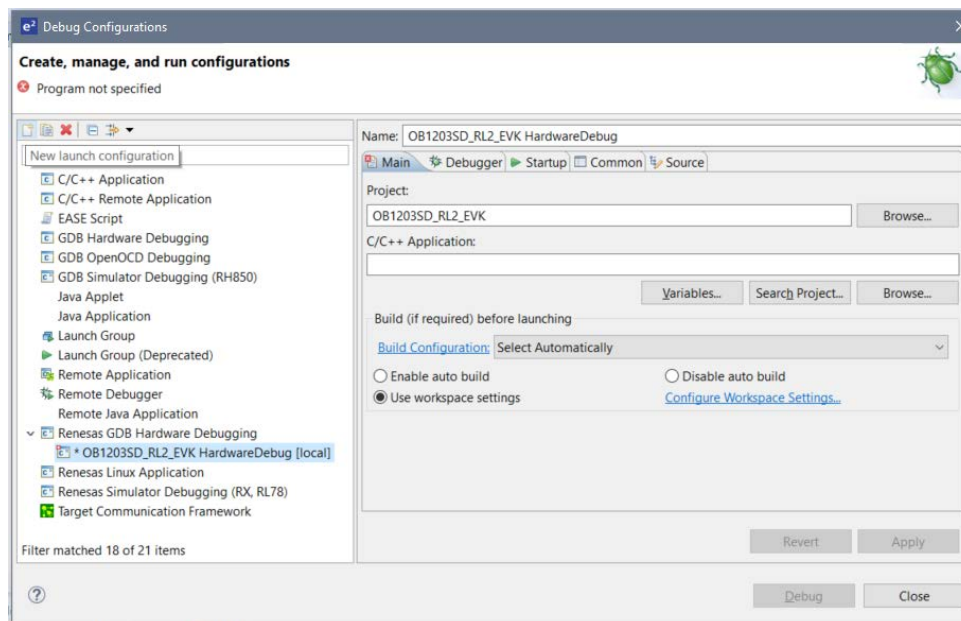 e² Debug Configurations
Create, manage, and run configurations
Program not specified
New launch configuration
C/C++ Application
C/C++ Remote Application
EASE Script
GDB Hardware Debugging
GDB OpenOCD Debugging
GDB Simulator Debugging (RH850)
Java Applet
Java Application
Launch Group
Launch Group (Deprecated)
Remote Application
Remote Debugger
Remote Java Application
Renesas GDB Hardware Debugging
* OB1203SD_RL2_EVK HardwareDebug [local]
Renesas Linux Application
Renesas Simulator Debugging (RX, RL78)
Target Communication Framework
Filter matched 18 of 21 items
Name: OB1203SD_RL2_EVK HardwareDebug
Main Debugger Startup Common Source
Project:
OB1203SD_RL2_EVK Browse...
C/C++ Application:
Variables... Search Project... Browse...
Build (if required) before launching
Build Configuration: Select Automatically
Enable auto build Disable auto build
Use workspace settings Configure Workspace Settings...
Revert Apply
? Debug Close